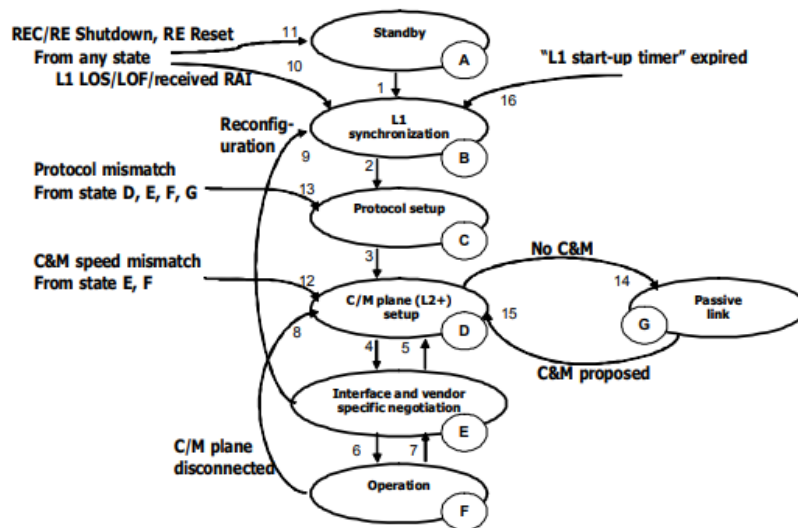 REC/RE Shutdown, RE Reset
From any state
L1 LOS/LOF/received RAI
11
10
Standby
A
1
"L1 start-up timer" expired
16
L1
synchronization
B
Reconfig-
uration
9
2
Protocol mismatch
From state D, E, F, G
13
Protocol setup
C
3
C&M speed mismatch
From state E, F
12
No C&M
14
C/M plane (L2+)
setup
D
8
15
Passive
link
G
4
5
C&M proposed
Interface and vendor
specific negotiation
E
C/M plane
disconnected
6
7
Operation
F